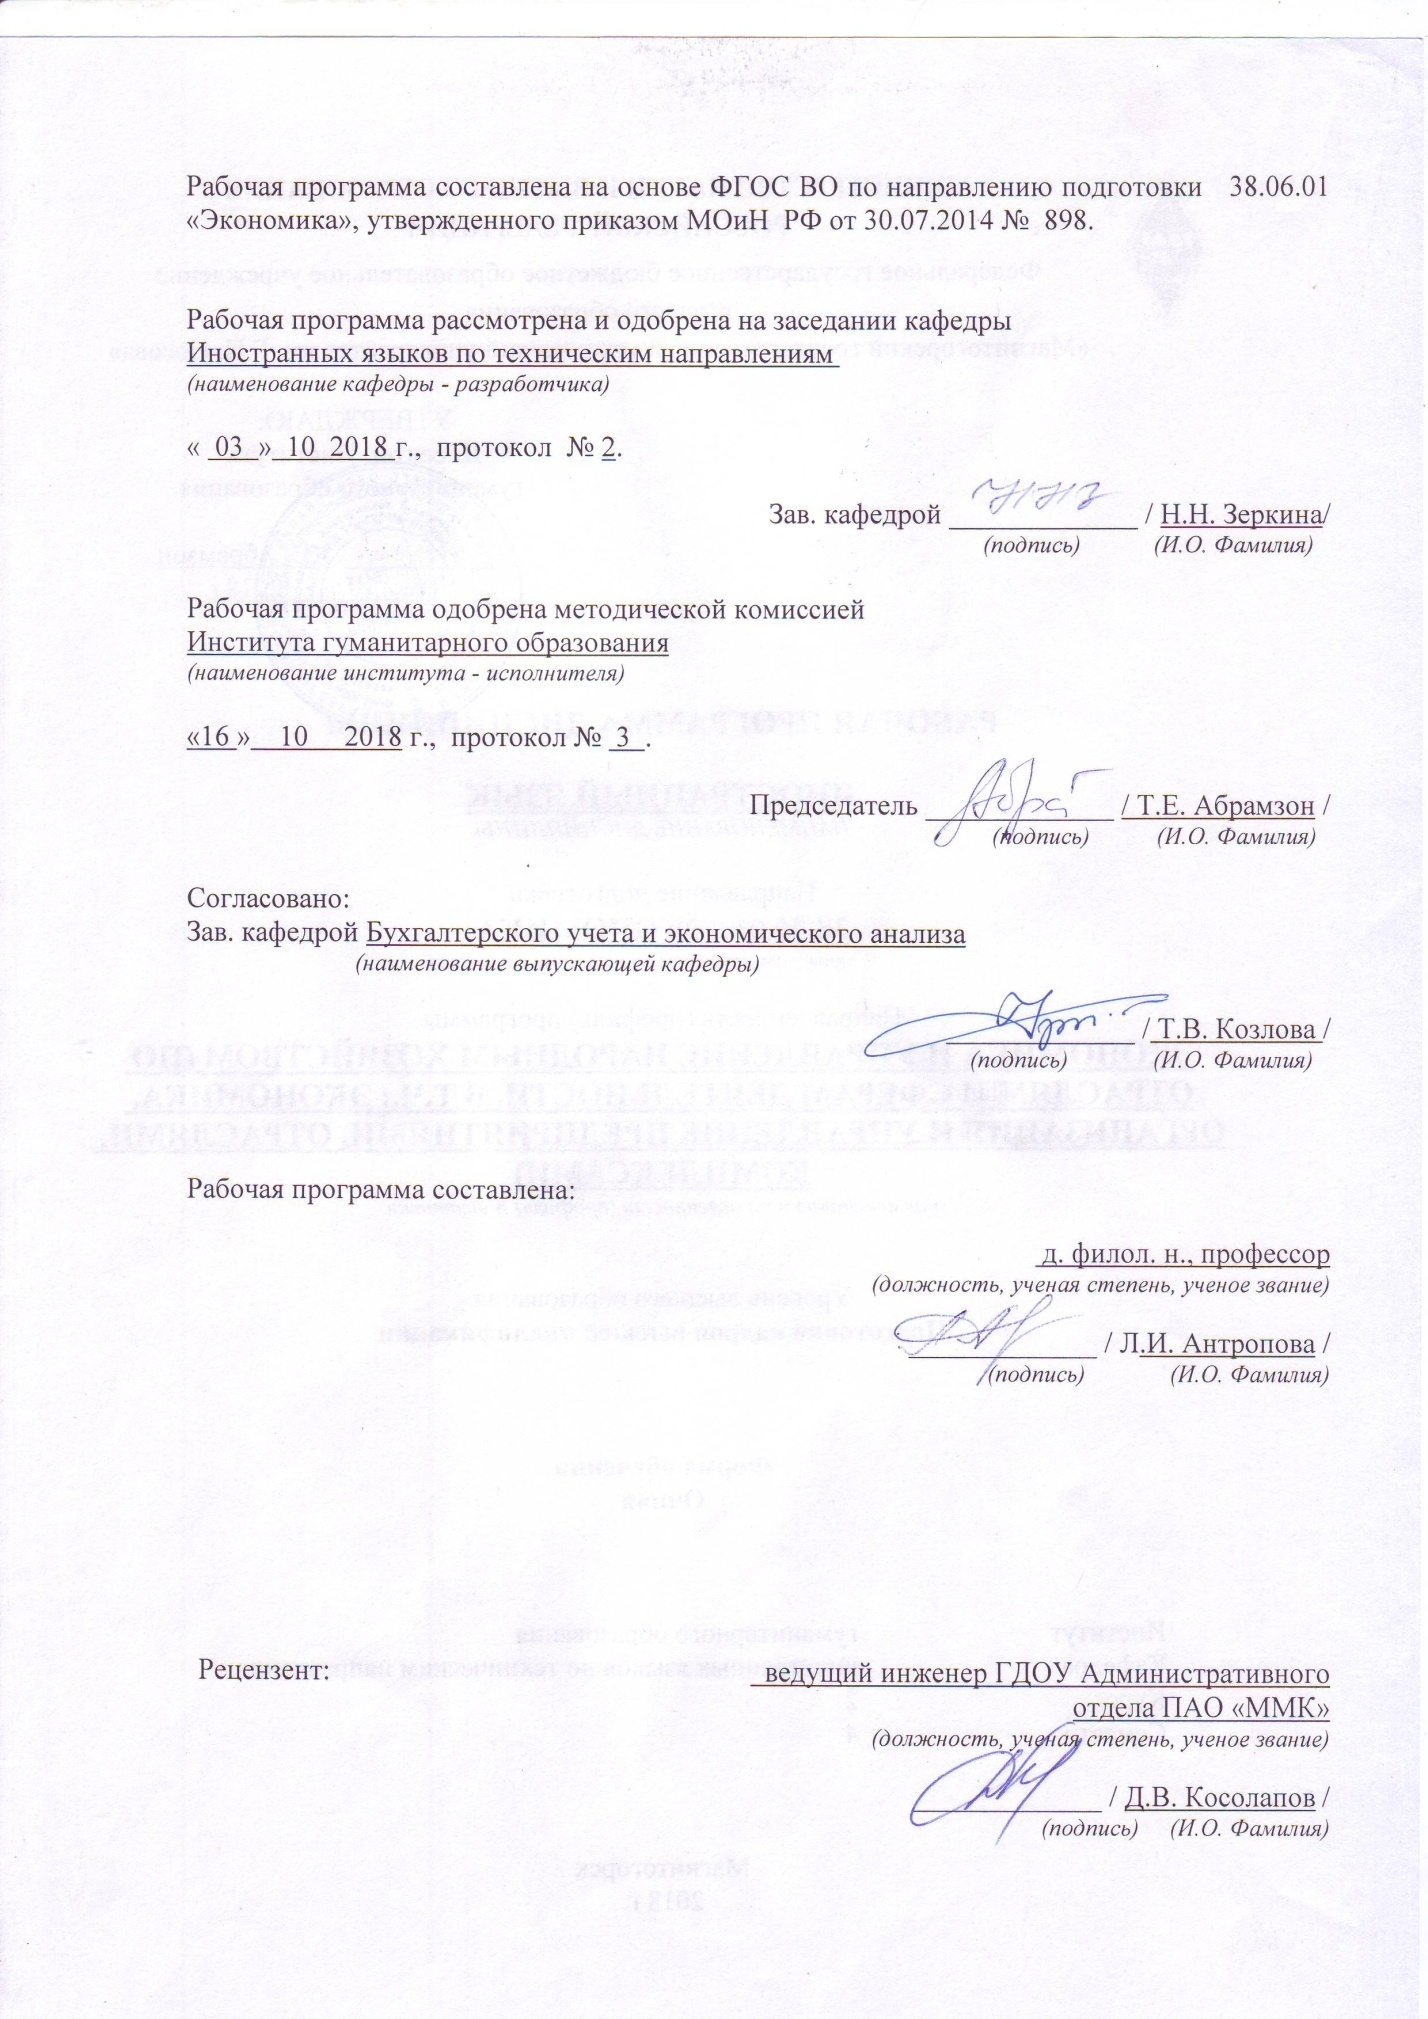 Рабочая программа составлена на основе ФГОС ВО по направлению подготовки 38.06.01
«Экономика», утвержденного приказом МОиН РФ от 30.07.2014 № 898.
Рабочая программа рассмотрена и одобрена на заседании кафедры
Иностранных языков по техническим направлениям
(наименование кафедры - разработчика)
« 03 » 10 2018 г., протокол № 2.
Зав. кафедрой ______________ / Н.Н. Зеркина/
(подпись) (И.О. Фамилия)
Рабочая программа одобрена методической комиссией
Института гуманитарного образования
(наименование института - исполнителя)
«16 » 10 2018 г., протокол № 3 .
Председатель ______________ / Т.Е. Абрамзон /
(подпись) (И.О. Фамилия)
Согласовано:
Зав. кафедрой Бухгалтерского учета и экономического анализа
(наименование выпускающей кафедры)
______________ / Т.В. Козлова /
(подпись) (И.О. Фамилия)
Рабочая программа составлена:
д. филол. н., профессор
(должность, ученая степень, ученое звание)
______________ / Л.И. Антропова /
(подпись) (И.О. Фамилия)
Рецензент: ведущий инженер ГДОУ Административного
отдела ПАО «ММК»
(должность, ученая степень, ученое звание)
______________ / Д.В. Косолапов /
(подпись) (И.О. Фамилия)